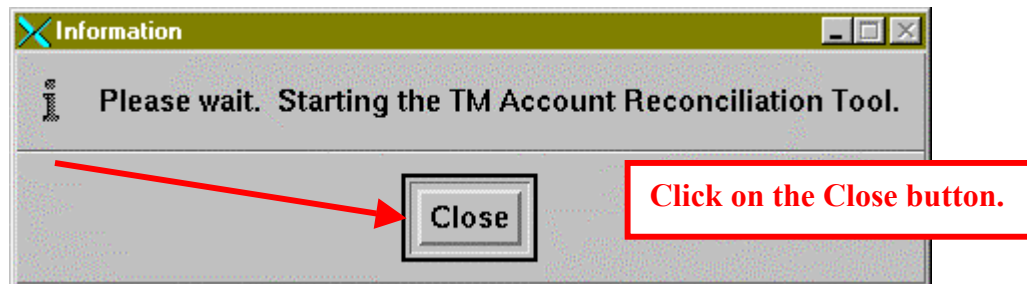 Information
Please wait. Starting the TM Account Reconciliation Tool.
Close
Click on the Close button.